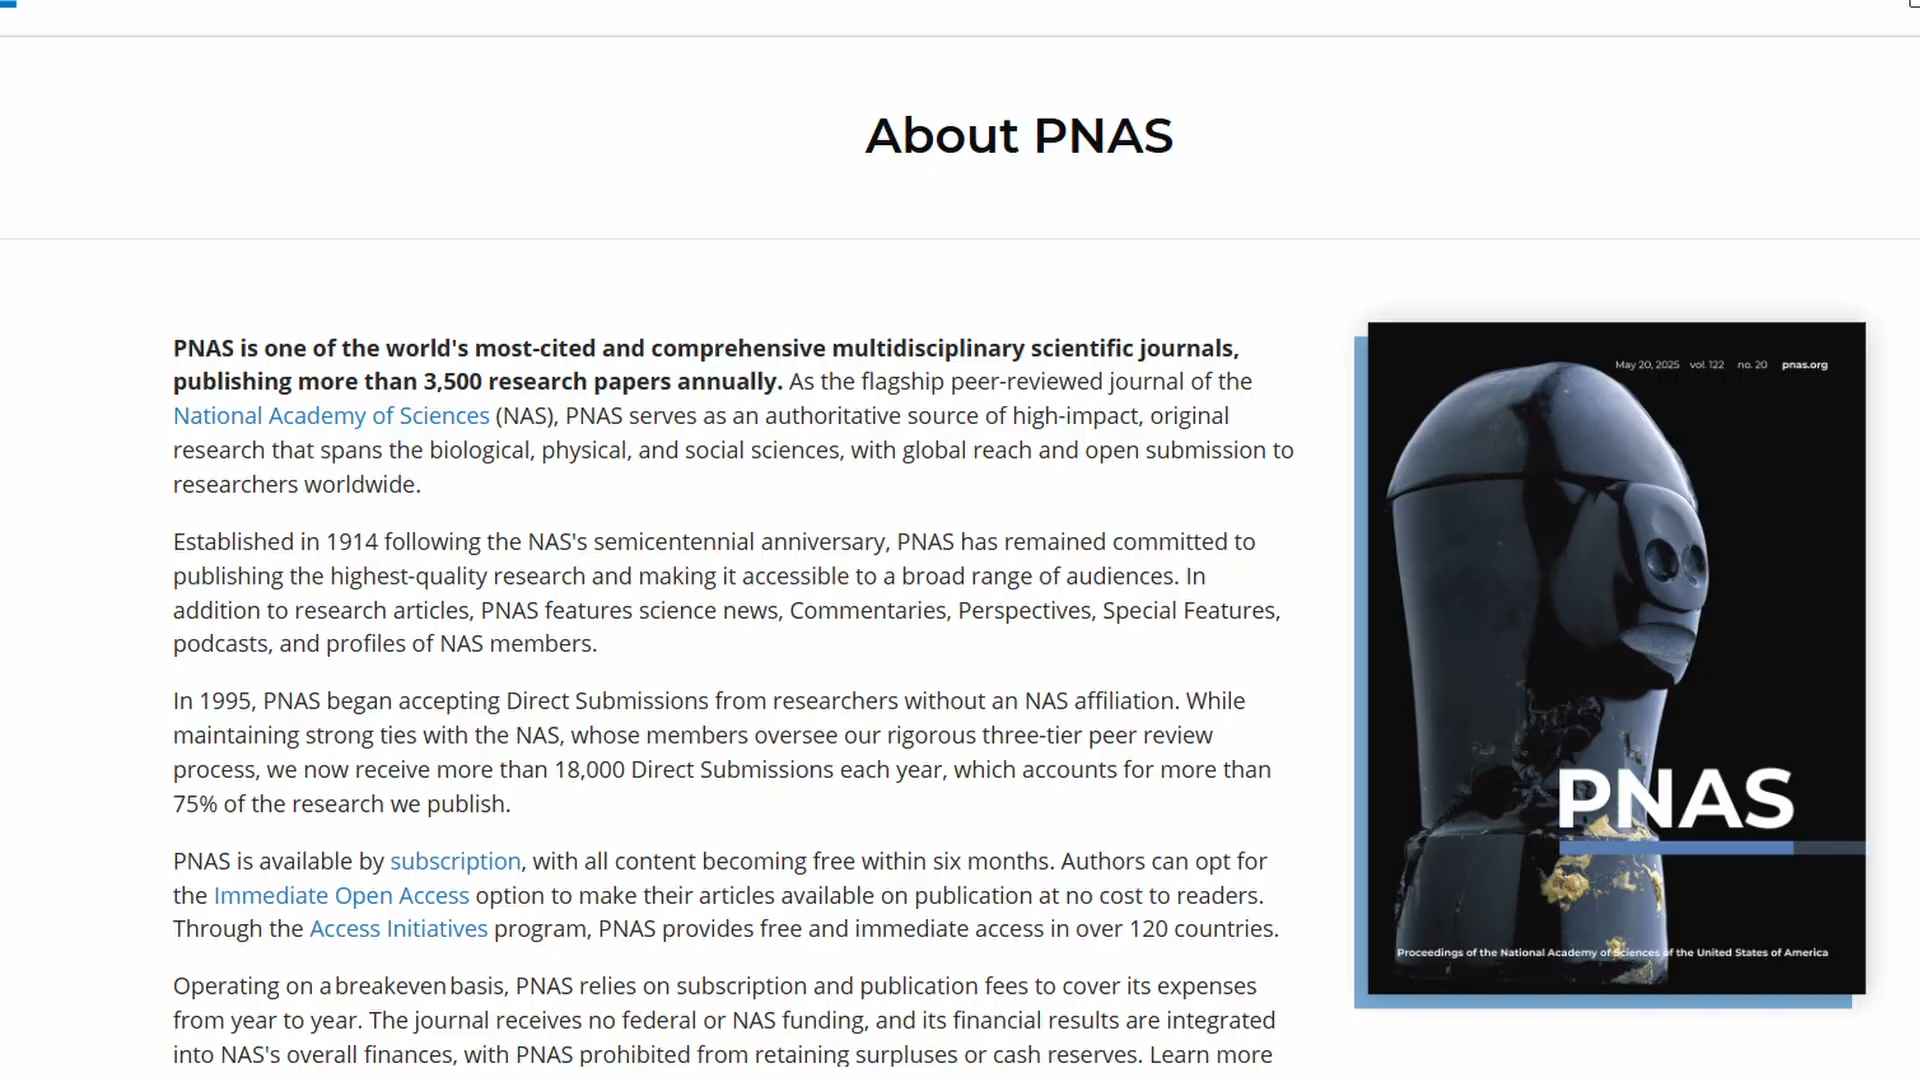 About PNAS
PNAS is one of the world's most-cited and comprehensive multidisciplinary scientific journals,
publishing more than 3,500 research papers annually. As the flagship peer-reviewed journal of the
National Academy of Sciences (NAS), PNAS serves as an authoritative source of high-impact, original
research that spans the biological, physical, and social sciences, with global reach and open submission to
researchers worldwide.
Established in 1914 following the NAS's semicentennial anniversary, PNAS has remained committed to
publishing the highest-quality research and making it accessible to a broad range of audiences. In
addition to research articles, PNAS features science news, Commentaries, Perspectives, Special Features,
podcasts, and profiles of NAS members.
In 1995, PNAS began accepting Direct Submissions from researchers without an NAS affiliation. While
maintaining strong ties with the NAS, whose members oversee our rigorous three-tier peer review
process, we now receive more than 18,000 Direct Submissions each year, which accounts for more than
75% of the research we publish.
PNAS is available by subscription, with all content becoming free within six months. Authors can opt for
the Immediate Open Access option to make their articles available on publication at no cost to readers.
Through the Access Initiatives program, PNAS provides free and immediate access in over 120 countries.
Operating on a breakeven basis, PNAS relies on subscription and publication fees to cover its expenses
from year to year. The journal receives no federal or NAS funding, and its financial results are integrated
into NAS's overall finances, with PNAS prohibited from retaining surpluses or cash reserves. Learn more
May 20, 2025 vol. 122 no. 20 pnas.org
PNAS
Proceedings of the National Academy of Sciences of the United States of America